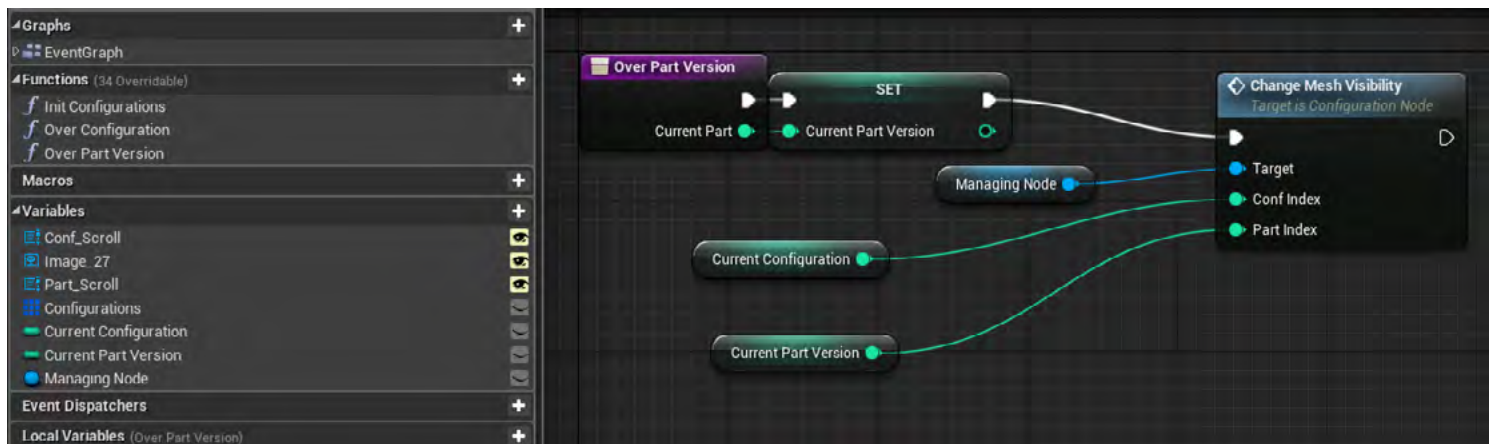 Graphs
EventGraph
Functions (34 Overridable)
Init Configurations
Over Configuration
Over Part Version
Macros
Variables
Conf_Scroll
Image_27
Part_Scroll
Configurations
Current Configuration
Current Part Version
Managing Node
Event Dispatchers
Local Variables (Over Part Version)
Over Part Version
Current Part
SET
Current Part Version
Managing Node
Current Configuration
Current Part Version
Change Mesh Visibility
Target is Configuration Node
Target
Conf Index
Part Index